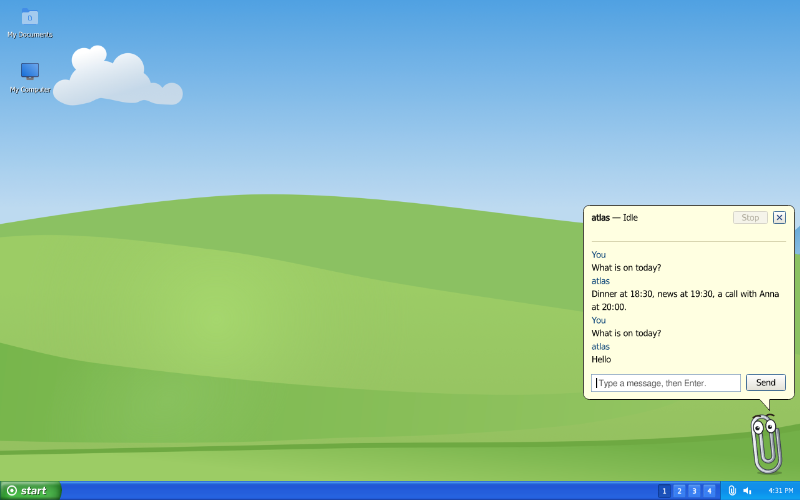 My Documents
My Computer
atlas — Idle
Stop
You
What is on today?
atlas
Dinner at 18:30, news at 19:30, a call with Anna
at 20:00.
You
What is on today?
atlas
Hello
Type a message, then Enter.
Send
start
1 2 3 4
4:31 PM